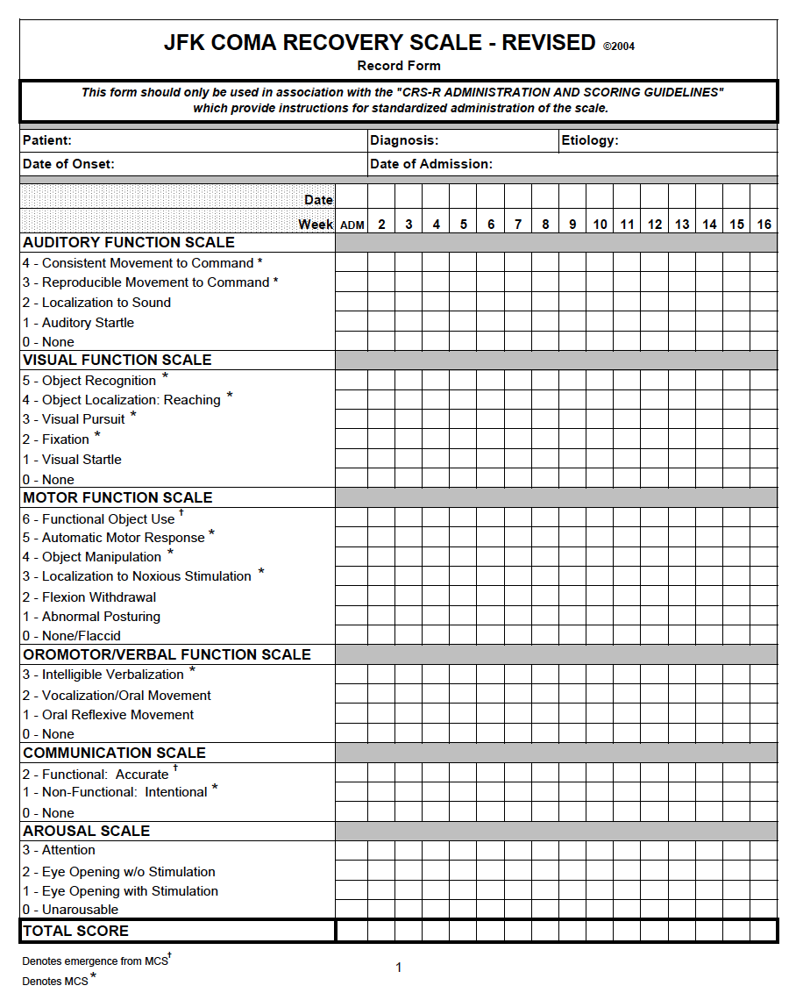 JFK COMA RECOVERY SCALE - REVISED ©2004
Record Form
This form should only be used in association with the "CRS-R ADMINISTRATION AND SCORING GUIDELINES"
which provide instructions for standardized administration of the scale.
Patient: Diagnosis: Etiology:
Date of Onset: Date of Admission:
Date
Week ADM 2 3 4 5 6 7 8 9 10 11 12 13 14 15 16
AUDITORY FUNCTION SCALE
4 - Consistent Movement to Command *
3 - Reproducible Movement to Command *
2 - Localization to Sound
1 - Auditory Startle
0 - None
VISUAL FUNCTION SCALE
5 - Object Recognition *
4 - Object Localization: Reaching *
3 - Visual Pursuit *
2 - Fixation *
1 - Visual Startle
0 - None
MOTOR FUNCTION SCALE
6 - Functional Object Use †
5 - Automatic Motor Response *
4 - Object Manipulation *
3 - Localization to Noxious Stimulation *
2 - Flexion Withdrawal
1 - Abnormal Posturing
0 - None/Flaccid
OROMOTOR/VERBAL FUNCTION SCALE
3 - Intelligible Verbalization *
2 - Vocalization/Oral Movement
1 - Oral Reflexive Movement
0 - None
COMMUNICATION SCALE
2 - Functional: Accurate †
1 - Non-Functional: Intentional *
0 - None
AROUSAL SCALE
3 - Attention
2 - Eye Opening w/o Stimulation
1 - Eye Opening with Stimulation
0 - Unarousable
TOTAL SCORE
Denotes emergence from MCS†
1
Denotes MCS *